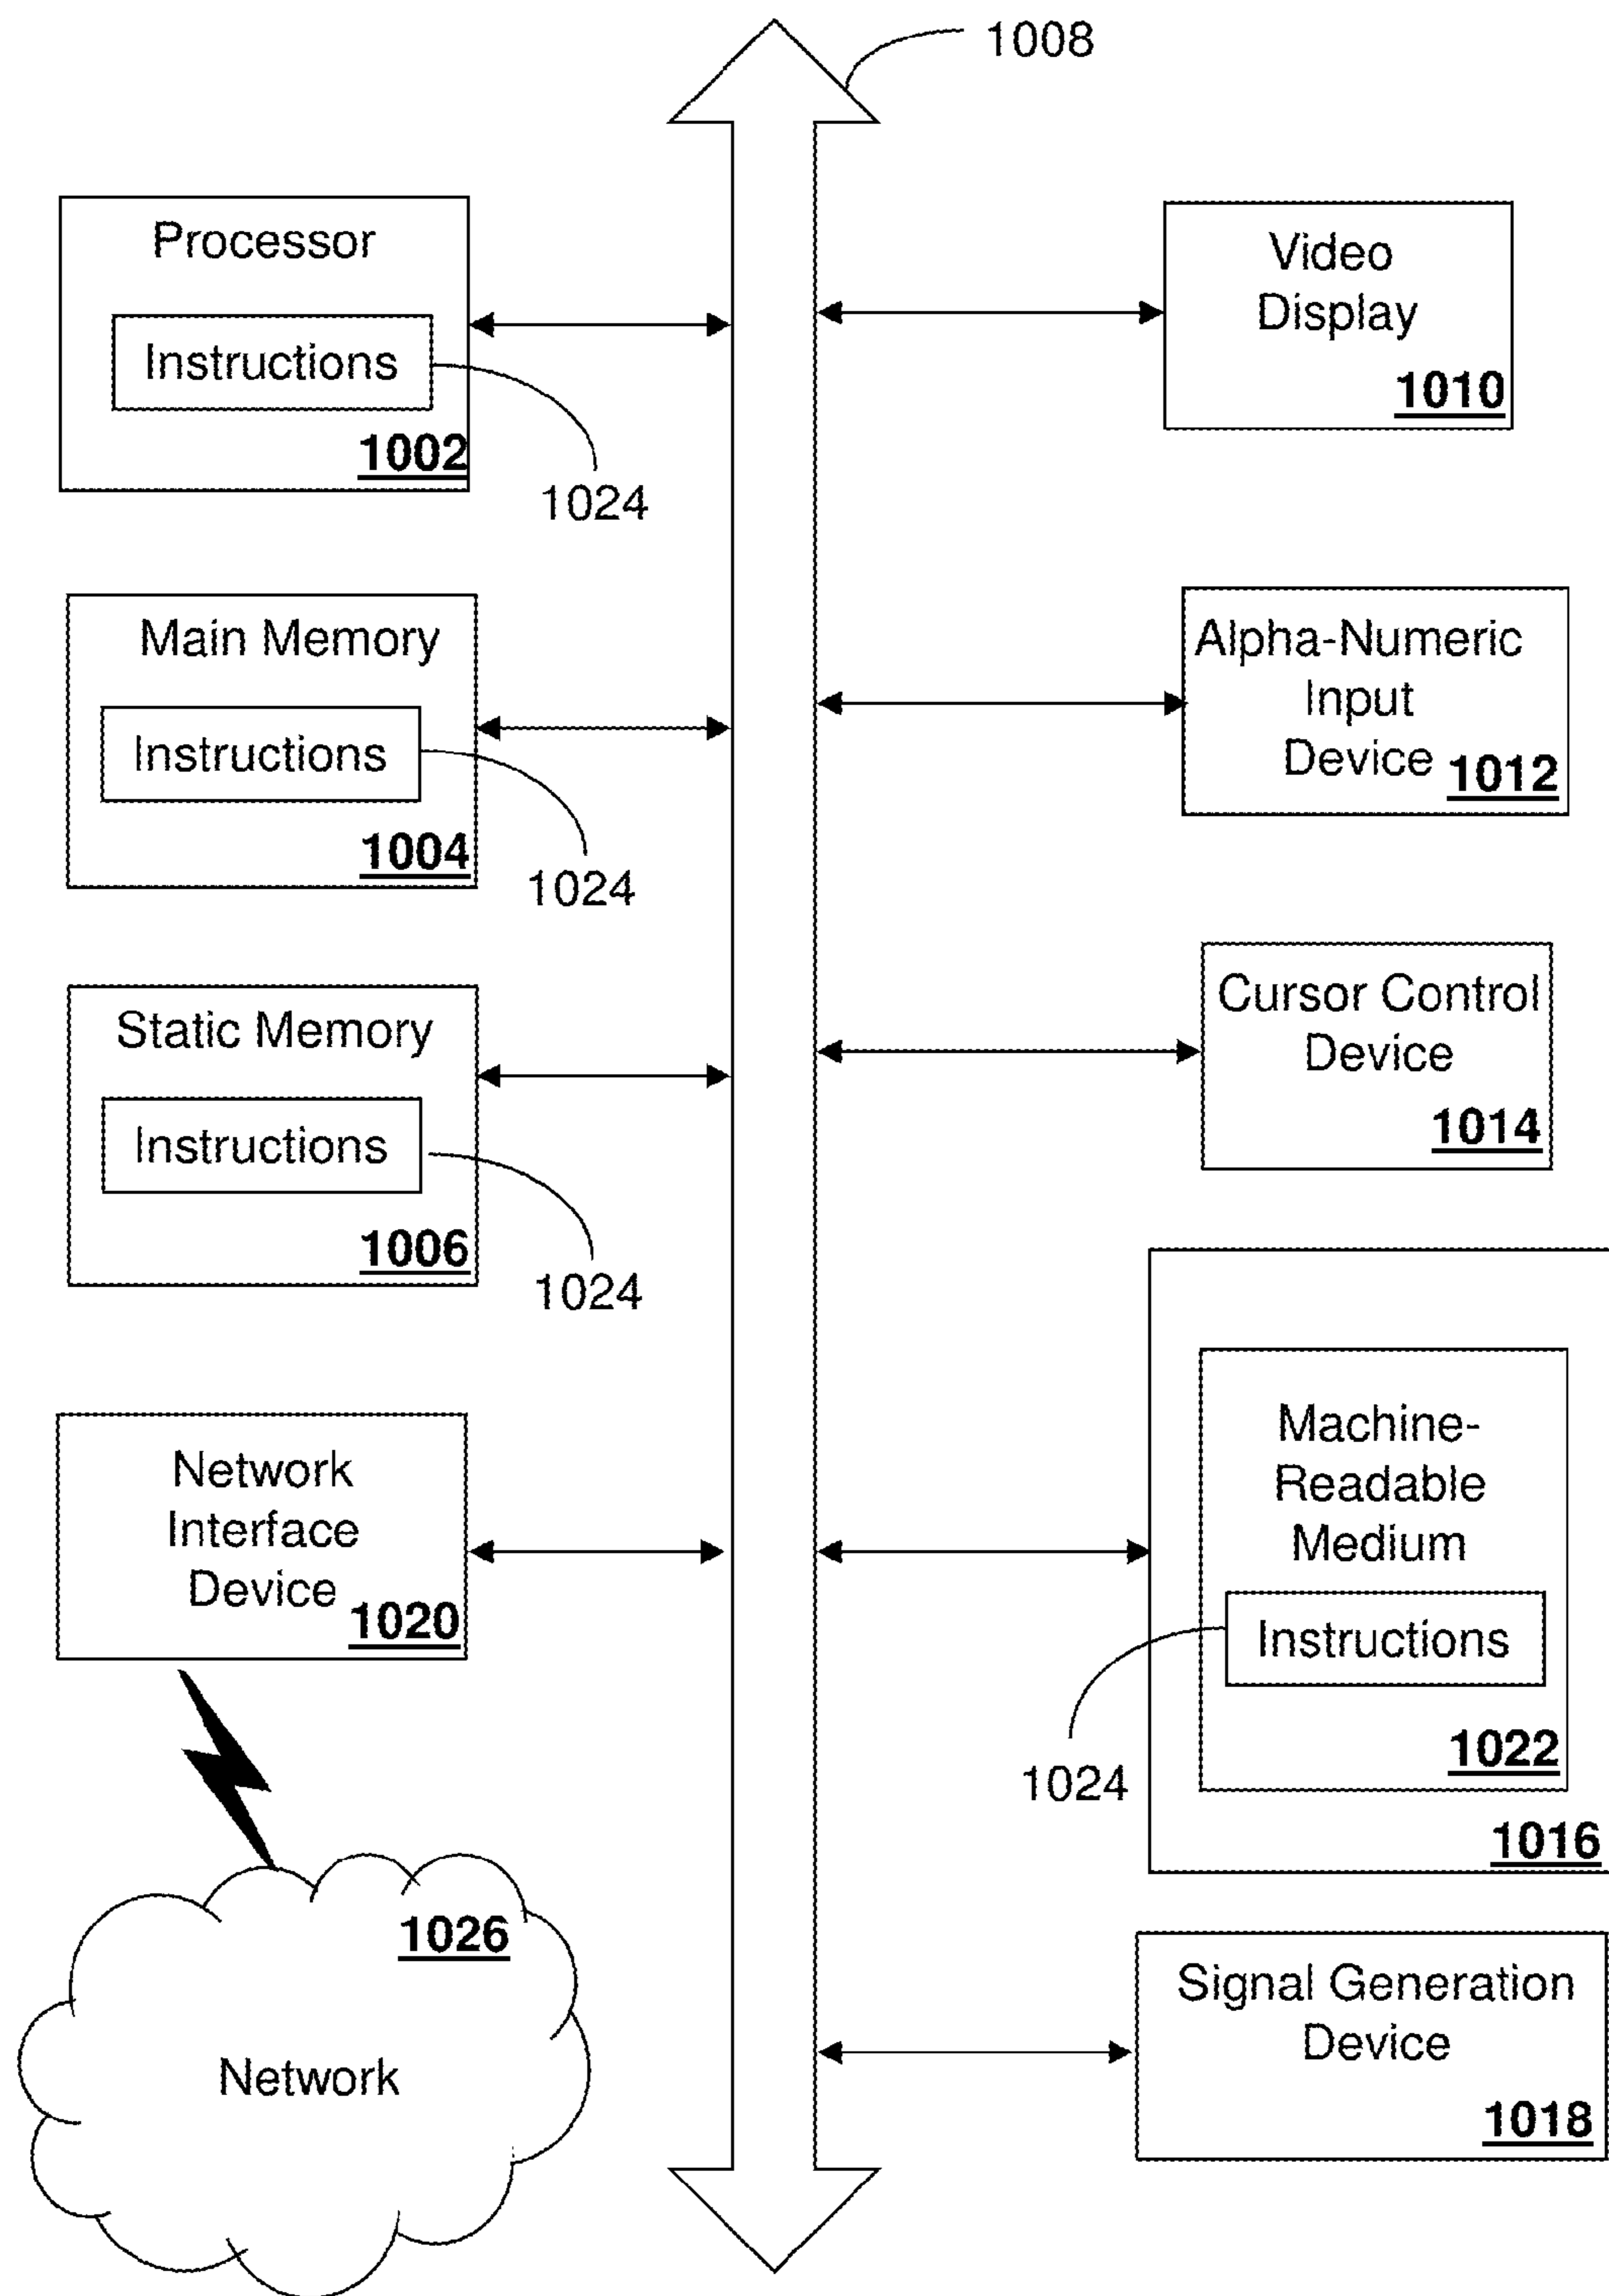 1008
Processor
Instructions
1002
1024
Main Memory
Instructions
1004
1024
Static Memory
Instructions
1006
1024
Network
Interface
Device
1020
1026
Network
Video
Display
1010
Alpha-Numeric
Input
Device 1012
Cursor Control
Device
1014
Machine-
Readable
Medium
Instructions
1022
1024
1016
Signal Generation
Device
1018